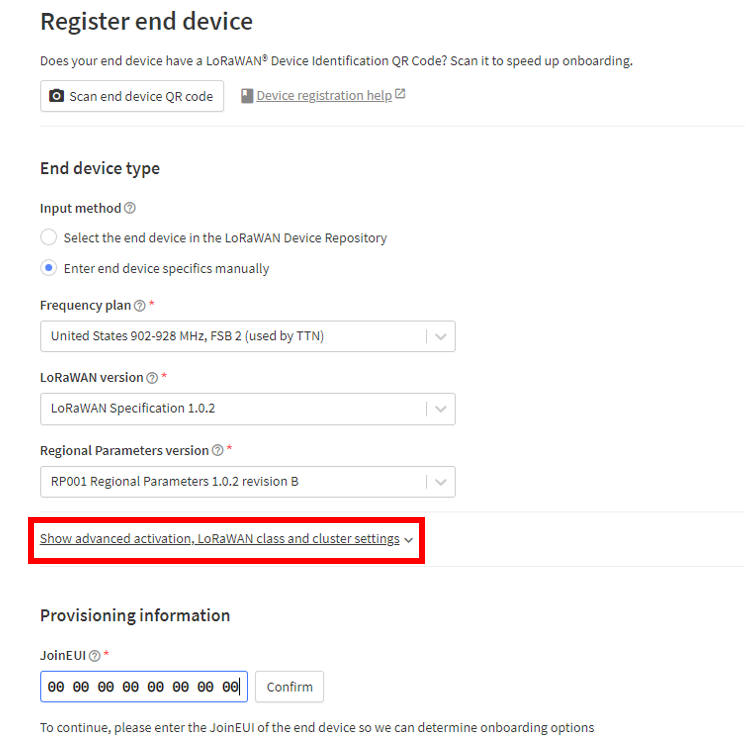 Register end device
Does your end device have a LoRaWAN® Device Identification QR Code? Scan it to speed up onboarding.
Scan end device QR code Device registration help
End device type
Input method
Select the end device in the LoRaWAN Device Repository
Enter end device specifics manually
Frequency plan *
United States 902-928 MHz, FSB 2 (used by TTN)
LoRaWAN version *
LoRaWAN Specification 1.0.2
Regional Parameters version *
RP001 Regional Parameters 1.0.2 revision B
Show advanced activation, LoRaWAN class and cluster settings
Provisioning information
JoinEUI *
00 00 00 00 00 00 00 00 Confirm
To continue, please enter the JoinEUI of the end device so we can determine onboarding options